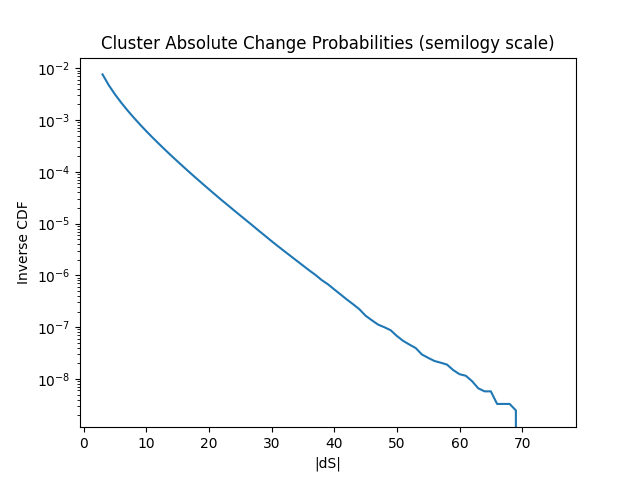 Cluster Absolute Change Probabilities (semilogy scale)
Inverse CDF
10⁻²
10⁻³
10⁻⁴
10⁻⁵
10⁻⁶
10⁻⁷
10⁻⁸
0 10 20 30 40 50 60 70
|dS|